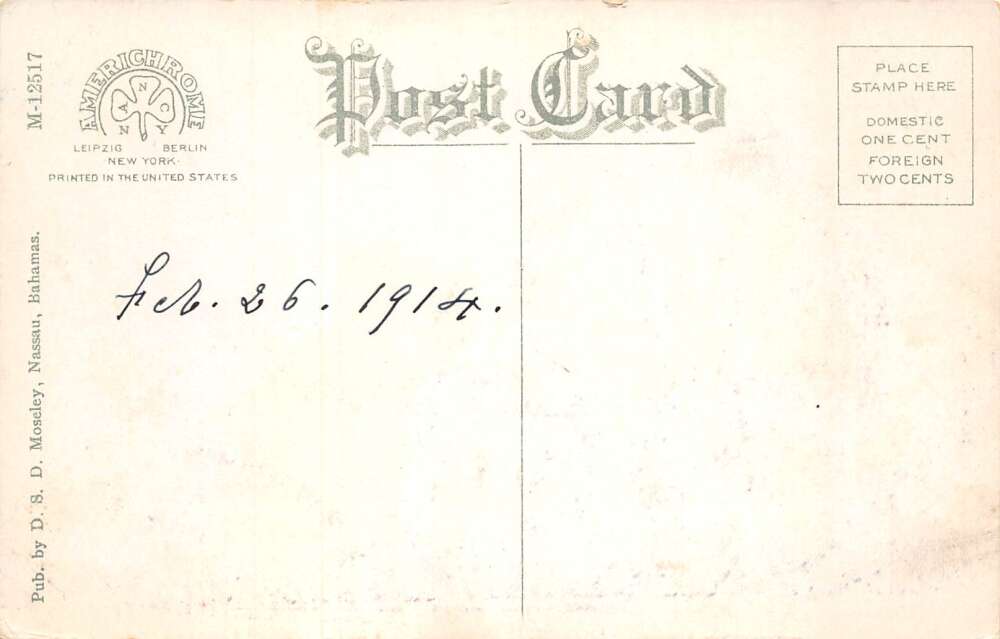 M-12517
AMERICHROME
A N C
N Y
LEIPZIG BERLIN
NEW YORK
PRINTED IN THE UNITED STATES
Post Card
PLACE
STAMP HERE
DOMESTIC
ONE CENT
FOREIGN
TWO CENTS
Feb. 26. 1914.
Pub. by D. S. D. Moseley, Nassau, Bahamas.